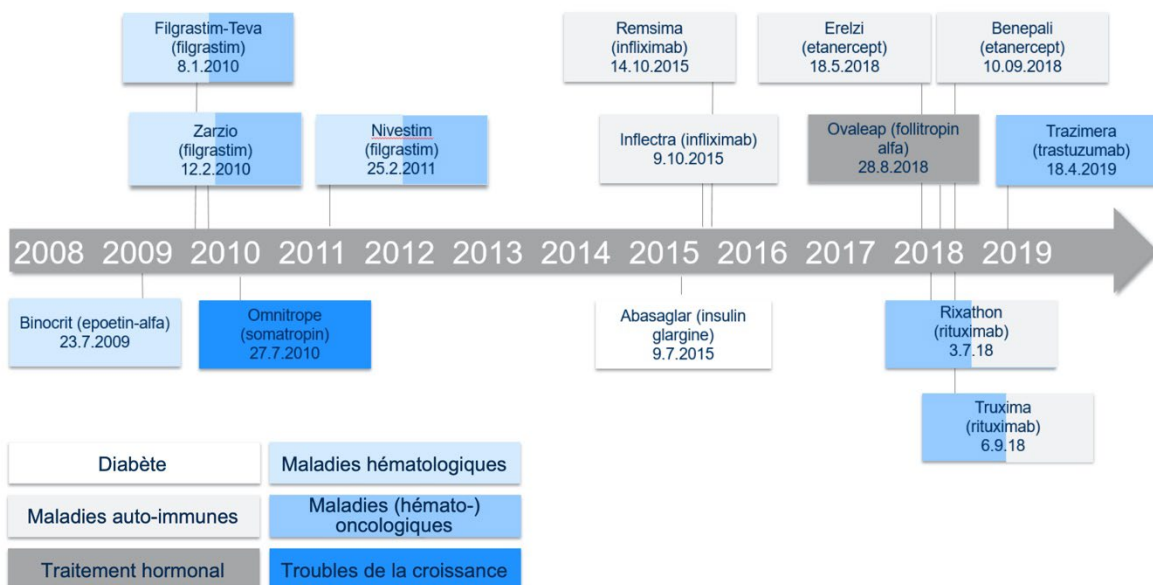 Filgrastim-Teva
(filgrastim)
8.1.2010
Remsima
(infliximab)
14.10.2015
Erelzi
(etanercept)
18.5.2018
Benepali
(etanercept)
10.09.2018
Zarzio
(filgrastim)
12.2.2010
Nivestim
(filgrastim)
25.2.2011
Inflectra (infliximab)
9.10.2015
Ovaleap (follitropin
alfa)
28.8.2018
Trazimera
(trastuzumab)
18.4.2019
2008 2009 2010 2011 2012 2013 2014 2015 2016 2017 2018 2019
Binocrit (epoetin-alfa)
23.7.2009
Omnitrope
(somatropin)
27.7.2010
Abasaglar (insulin
glargine)
9.7.2015
Rixathon
(rituximab)
3.7.18
Truxima
(rituximab)
6.9.18
Diabète
Maladies hématologiques
Maladies auto-immunes
Maladies (hémato-)
oncologiques
Traitement hormonal
Troubles de la croissance